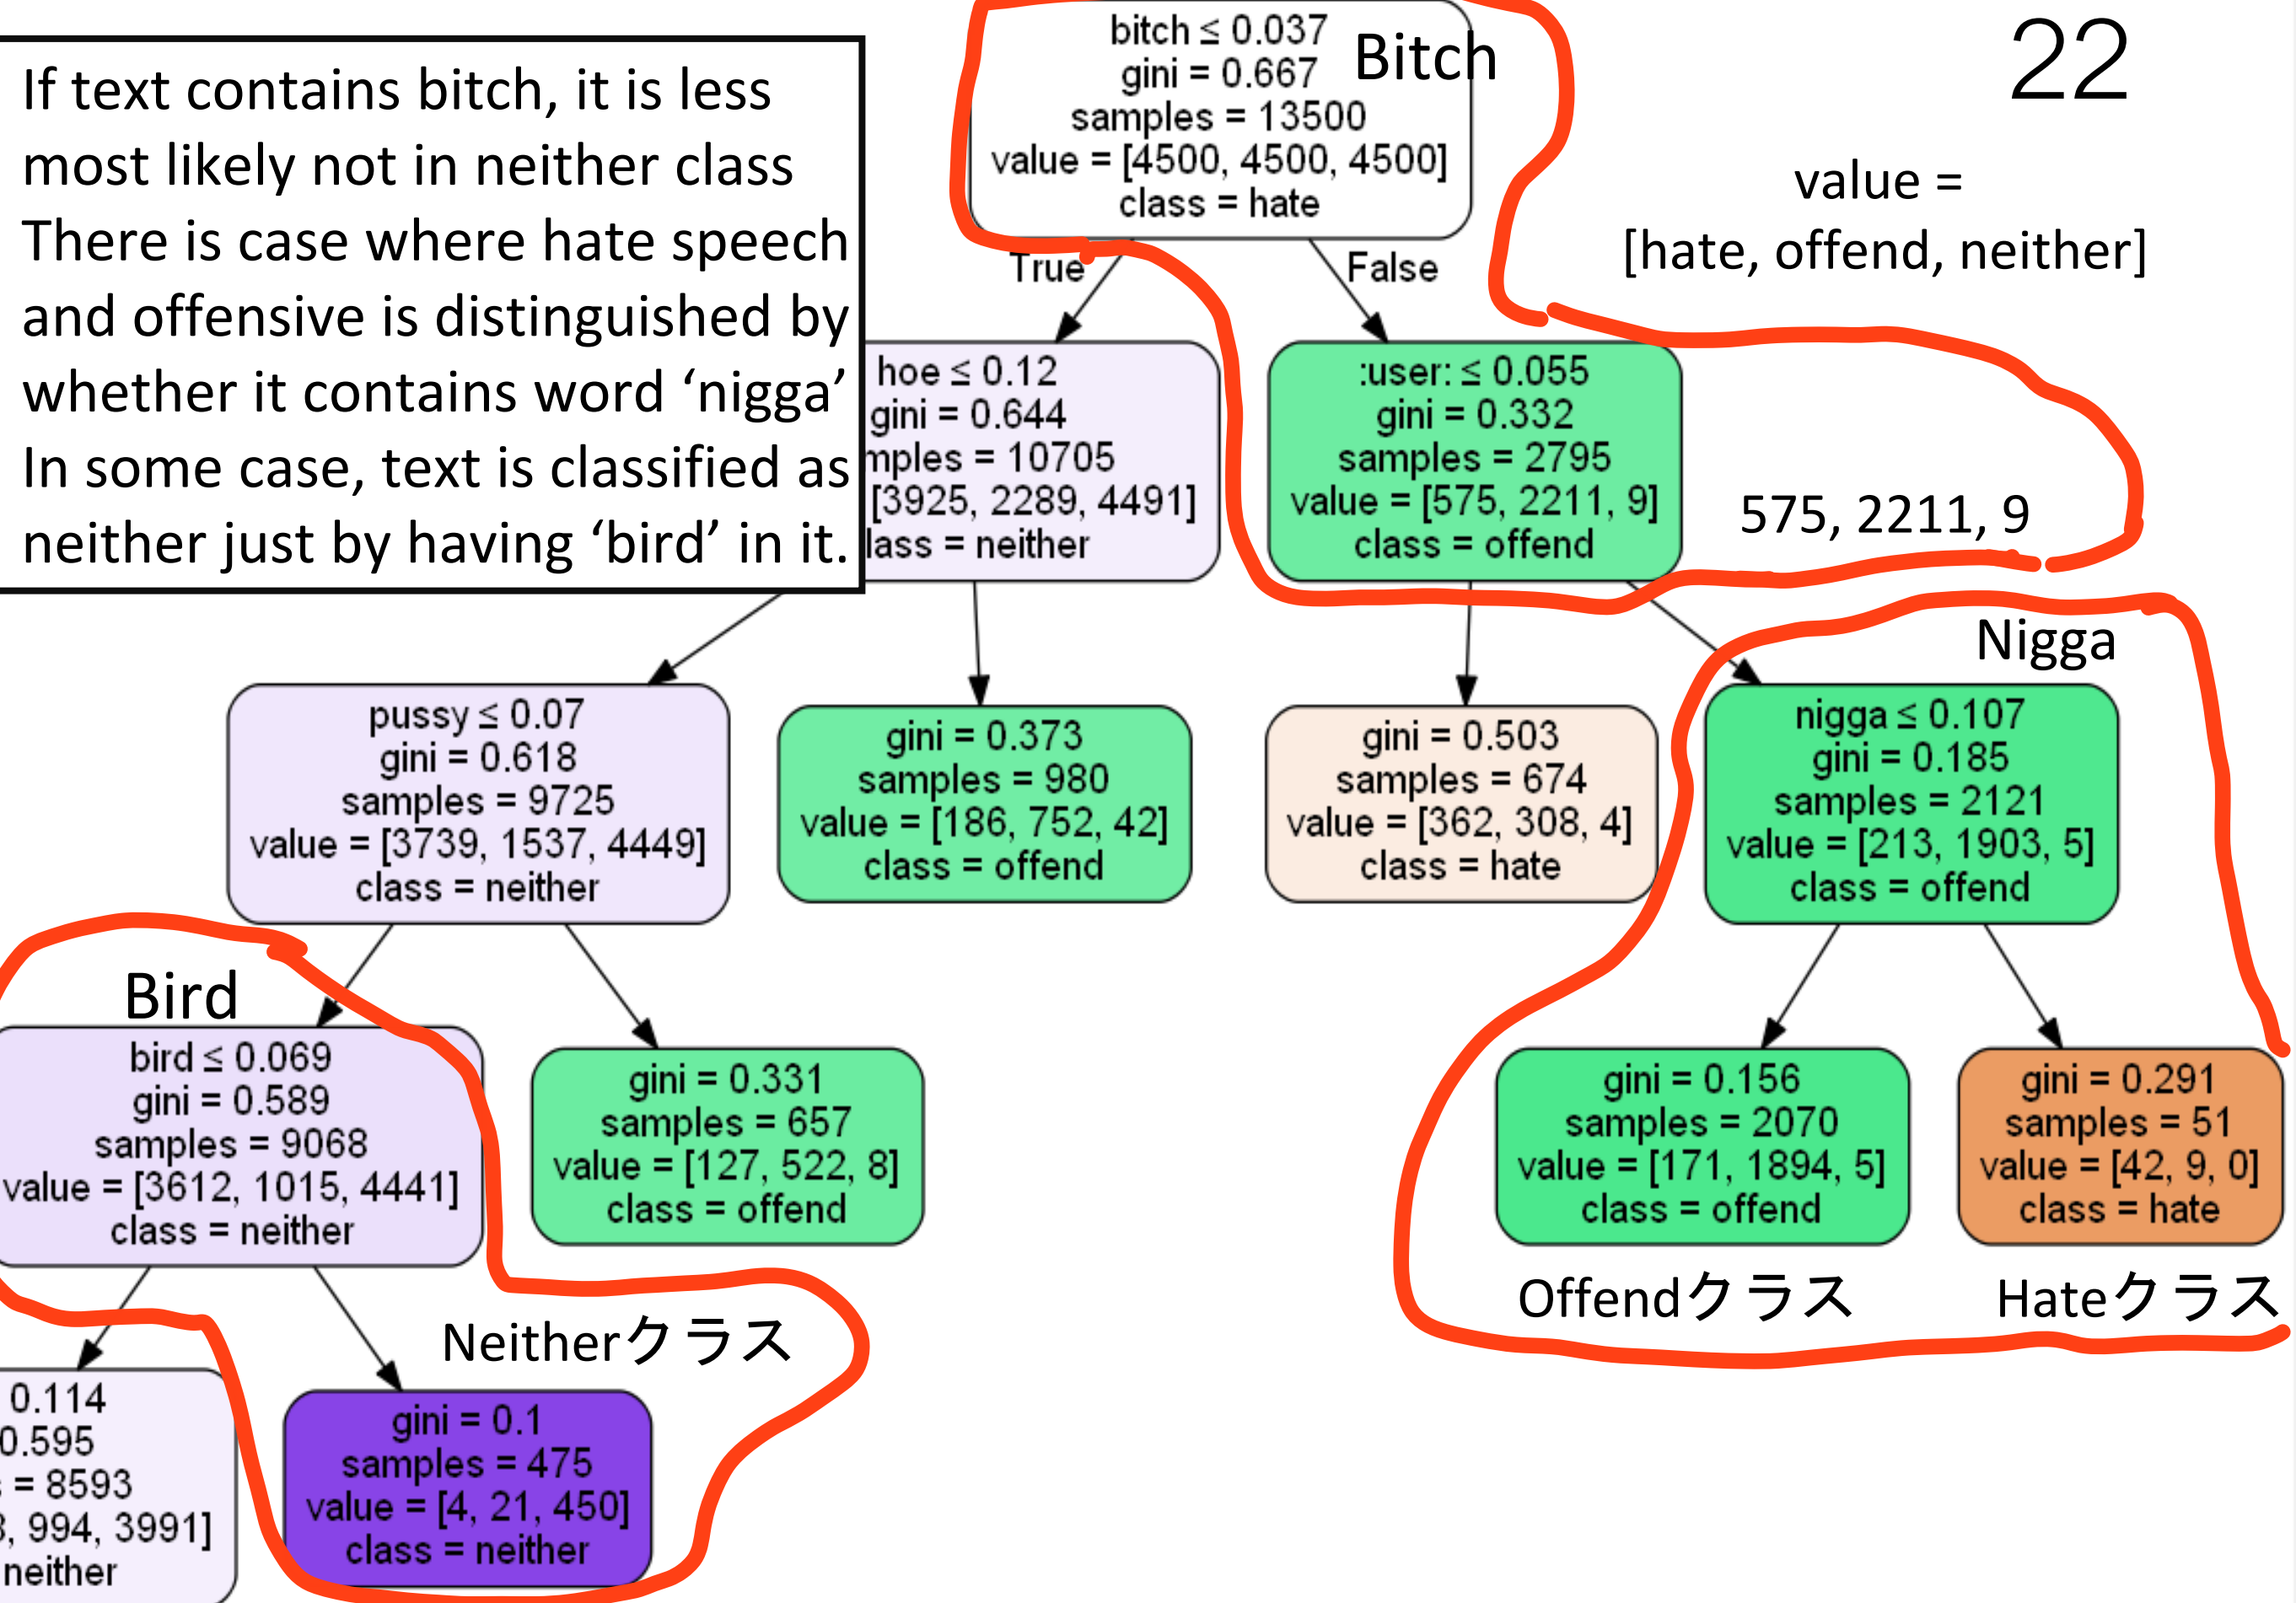 22
If text contains bitch, it is less
most likely not in neither class
There is case where hate speech
and offensive is distinguished by
whether it contains word ‘nigga’
In some case, text is classified as
neither just by having ‘bird’ in it.
bitch ≤ 0.037
gini = 0.667
samples = 13500
value = [4500, 4500, 4500]
class = hate
Bitch
value =
[hate, offend, neither]
True
False
hoe ≤ 0.12
gini = 0.644
mples = 10705
[3925, 2289, 4491]
lass = neither
:user: ≤ 0.055
gini = 0.332
samples = 2795
value = [575, 2211, 9]
class = offend
575, 2211, 9
pussy ≤ 0.07
gini = 0.618
samples = 9725
value = [3739, 1537, 4449]
class = neither
gini = 0.373
samples = 980
value = [186, 752, 42]
class = offend
gini = 0.503
samples = 674
value = [362, 308, 4]
class = hate
Nigga
nigga ≤ 0.107
gini = 0.185
samples = 2121
value = [213, 1903, 5]
class = offend
Bird
bird ≤ 0.069
gini = 0.589
samples = 9068
value = [3612, 1015, 4441]
class = neither
gini = 0.331
samples = 657
value = [127, 522, 8]
class = offend
gini = 0.156
samples = 2070
value = [171, 1894, 5]
class = offend
gini = 0.291
samples = 51
value = [42, 9, 0]
class = hate
Offendクラス
Hateクラス
Neitherクラス
0.114
0.595
= 8593
, 994, 3991]
neither
gini = 0.1
samples = 475
value = [4, 21, 450]
class = neither